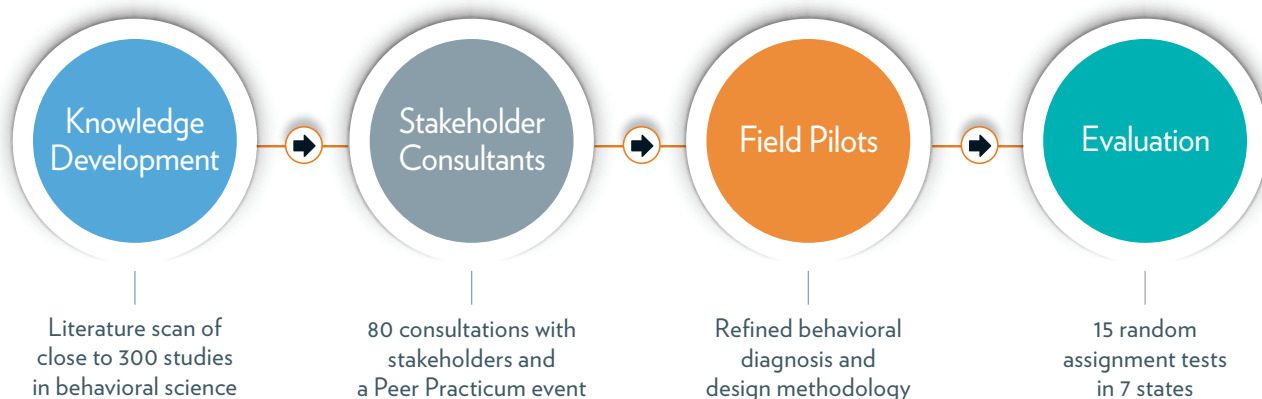 Knowledge
Development
Stakeholder
Consultants
Field Pilots
Evaluation
Literature scan of
close to 300 studies
in behavioral science
80 consultations with
stakeholders and
a Peer Practicum event
Refined behavioral
diagnosis and
design methodology
15 random
assignment tests
in 7 states